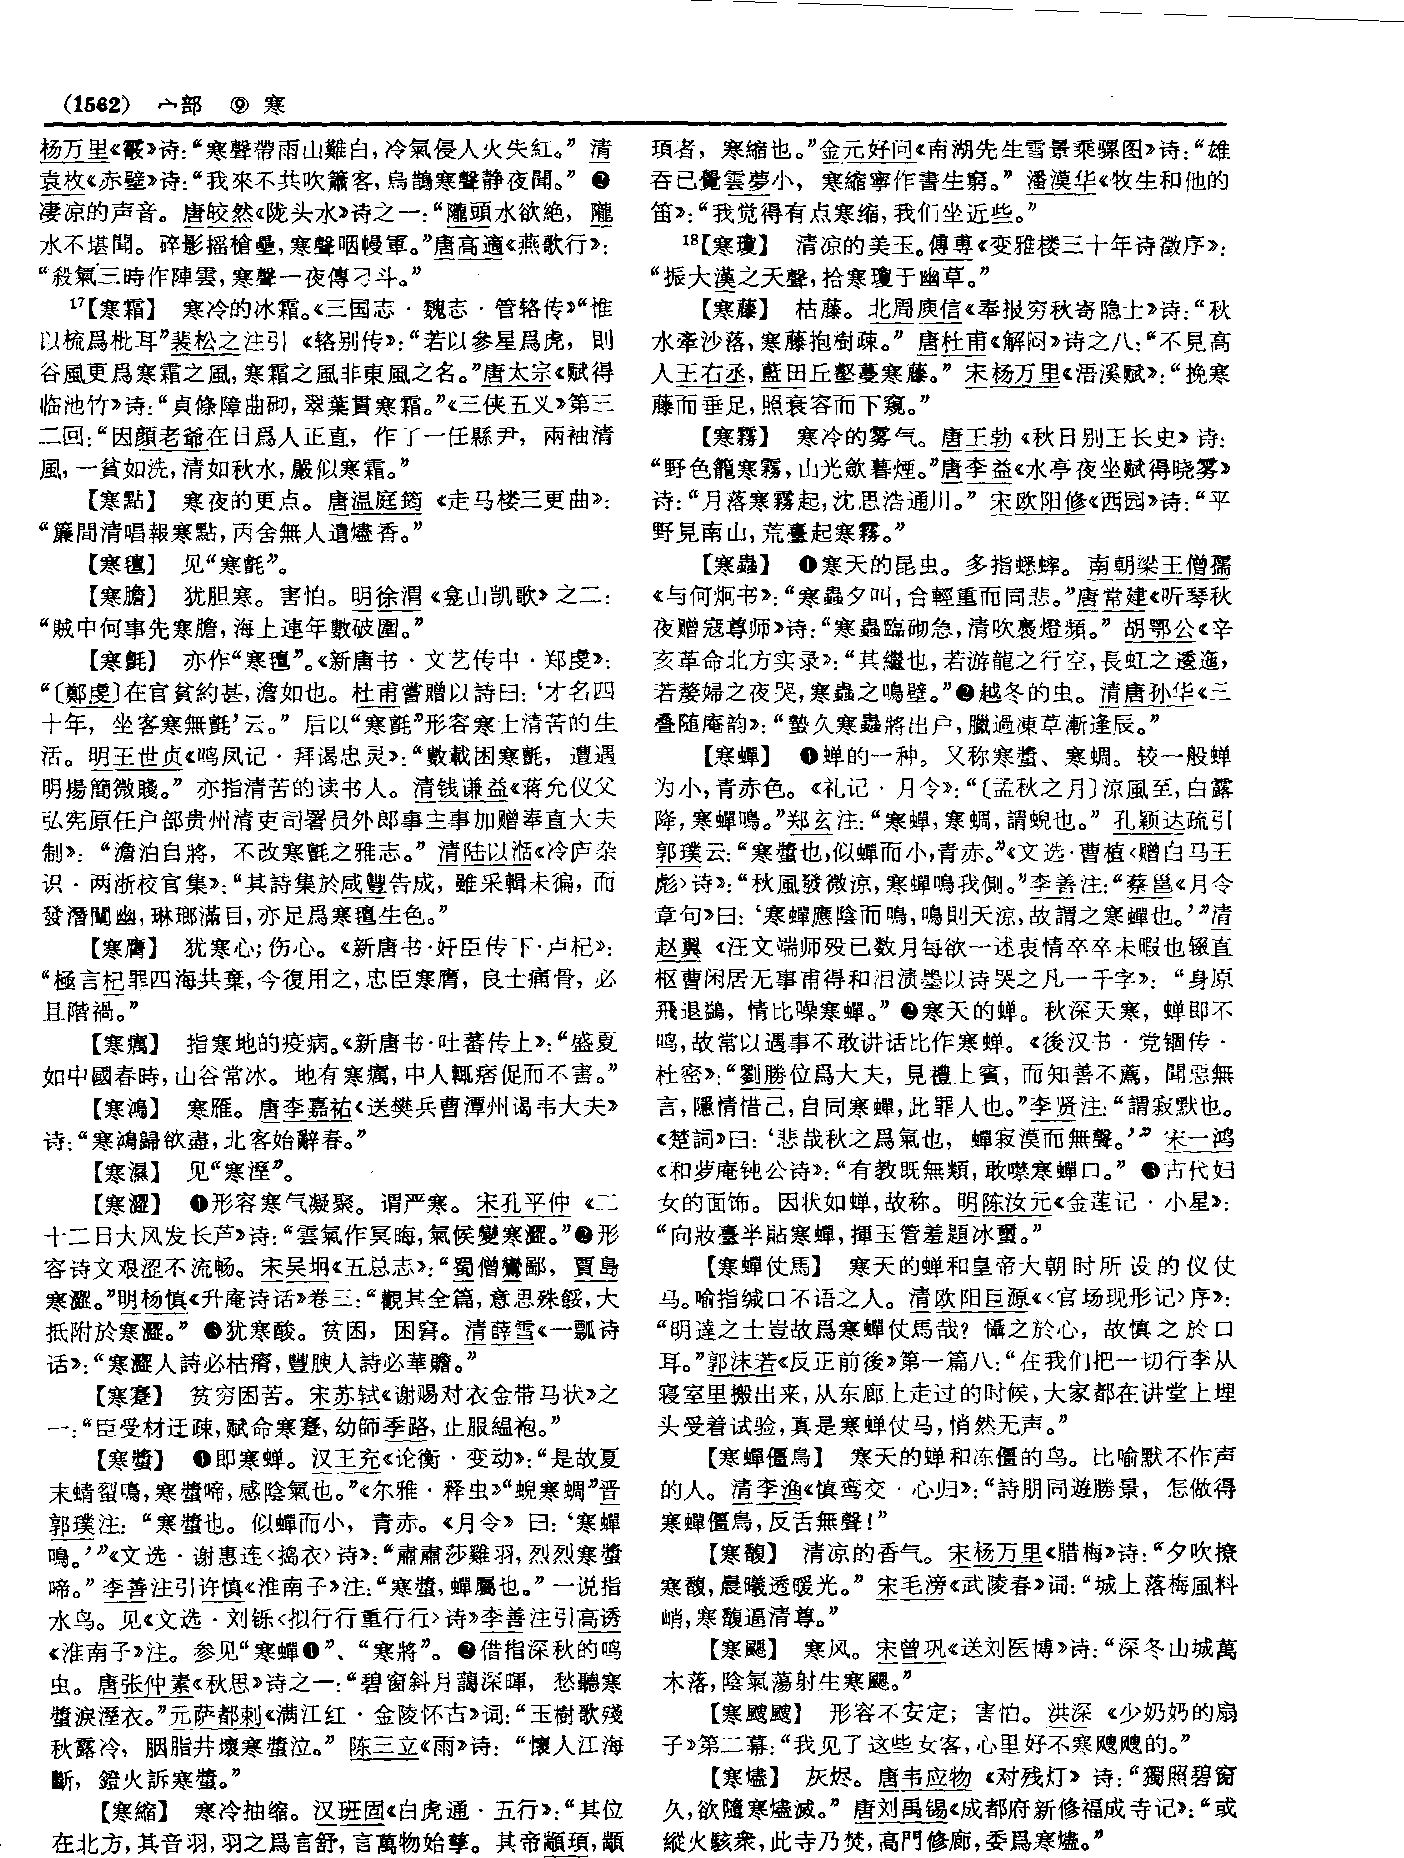 (1562) 宀部 ⑨ 寒
杨万里《霰》诗：“寒聲帶雨山難白，冷氣侵人火失紅。” 清
袁枚《赤壁》诗：“我來不共吹簫客，烏鵲寒聲静夜聞。” ❷
凄凉的声音。唐皎然《陇头水》诗之一：“隴頭水欲絶，隴
水不堪聞。碎影摇槍壘，寒聲咽幔軍。”唐高適《燕歌行》：
“殺氣三時作陣雲，寒聲一夜傳刁斗。”
17【寒霜】 寒冷的冰霜。《三国志·魏志·管辂传》“惟
以梳爲枇耳”裴松之注引《辂别传》：“若以參星爲虎，則
谷風更爲寒霜之風，寒霜之風非東風之名。”唐太宗《赋得
临池竹》诗：“貞條障曲砌，翠葉貫寒霜。”《三侠五义》第三
二回：“因顔老爺在日爲人正直，作了一任縣尹，兩袖清
風，一貧如洗，清如秋水，嚴似寒霜。”
【寒點】 寒夜的更点。唐温庭筠《走马楼三更曲》：
“簾間清唱報寒點，丙舍無人遺燼香。”
【寒氊】 见“寒氈”。
【寒膽】 犹胆寒。害怕。明徐渭《龛山凯歌》之二：
“贼中何事先寒膽，海上連年數破圍。”
【寒氈】 亦作“寒氊”。《新唐书·文艺传中·郑虔》：
“〔鄭虔〕在官貧約甚，澹如也。杜甫嘗贈以詩曰：‘才名四
十年，坐客寒無氈’云。” 后以“寒氈”形容寒士清苦的生
活。明王世贞《鸣凤记·拜谒忠灵》：“數載困寒氈，遭遇
明揚簡微賤。” 亦指清苦的读书人。清钱谦益《蒋允仪父
弘宪原任户部贵州清吏司署员外郎事主事加赠奉直大夫
制》：“澹泊自將，不改寒氈之雅志。” 清陆以湉《冷庐杂
识·两浙校官集》：“其詩集於咸豐告成，雖采輯未徧，而
發潛闡幽，琳瑯滿目，亦足爲寒氊生色。”
【寒膺】 犹寒心；伤心。《新唐书·奸臣传下·卢杞》：
“極言杞罪四海共棄，今復用之，忠臣寒膺，良士痛骨，必
且階禍。”
【寒癘】 指寒地的疫病。《新唐书·吐蕃传上》：“盛夏
如中國春時，山谷常冰。地有寒癘，中人輒痞促而不害。”
【寒鴻】 寒雁。唐李嘉祐《送樊兵曹潭州谒韦大夫》
诗：“寒鴻歸欲盡，北客始辭春。”
【寒濕】 见“寒溼”。
【寒澀】 ❶形容寒气凝聚。谓严寒。宋孔平仲《二
十二日大风发长芦》诗：“雲氣作冥晦，氣侯變寒澀。”❷形
容诗文艰涩不流畅。宋吴坰《五总志》：“蜀僧鸞鄙，賈島
寒澀。”明杨慎《升庵诗话》卷三：“觀其全篇，意思殊餒，大
抵附於寒澀。” ❸犹寒酸。贫困，困窘。清薛雪《一瓢诗
话》：“寒澀人詩必枯瘠，豐腴人詩必華贍。”
【寒蹇】 贫穷困苦。宋苏轼《谢赐对衣金带马状》之
一：“臣受材迂疎，赋命寒蹇，幼師季路，止服緼袍。”
【寒螿】 ❶即寒蝉。汉王充《论衡·变动》：“是故夏
末蜻蛚鳴，寒螿啼，感陰氣也。”《尔雅·释虫》“蜺寒蜩”晋
郭璞注：“寒螿也。似蟬而小，青赤。《月令》曰：‘寒蟬
鳴。’”《文选·谢惠连〈捣衣〉诗》：“肅肅莎雞羽，烈烈寒螿
啼。” 李善注引许慎《淮南子》注：“寒螿，蟬屬也。” 一说指
水鸟。见《文选·刘铄〈拟行行重行行〉诗》李善注引高诱
《淮南子》注。参见“寒蟬❶”、“寒將”。 ❷借指深秋的鸣
虫。唐张仲素《秋思》诗之一：“碧窗斜月藹深暉，愁聽寒
螿淚溼衣。”元萨都剌《满江红·金陵怀古》词：“玉樹歌殘
秋露冷，胭脂井壞寒螿泣。” 陈三立《雨》诗：“懷人江海
斷，鐙火訴寒螿。”
【寒縮】 寒冷抽缩。汉班固《白虎通·五行》：“其位
在北方，其音羽，羽之爲言舒，言萬物始孳。其帝顓頊，顓
頊者，寒縮也。”金元好问《南湖先生雪景乘骡图》诗：“雄
吞已覺雲夢小，寒縮寧作書生窮。” 潘漠华《牧生和他的
笛》：“我觉得有点寒缩，我们坐近些。”
18【寒瓊】 清凉的美玉。傅尃《变雅楼三十年诗徵序》：
“振大漢之天聲，拾寒瓊于幽草。”
【寒藤】 枯藤。北周庾信《奉报穷秋寄隐士》诗：“秋
水牽沙落，寒藤抱樹疎。” 唐杜甫《解闷》诗之八：“不見高
人王右丞，藍田丘壑蔓寒藤。” 宋杨万里《浯溪赋》：“挽寒
藤而垂足，照衰容而下窺。”
【寒霧】 寒冷的雾气。唐王勃《秋日别王长史》诗：
“野色籠寒霧，山光斂暮煙。”唐李益《水亭夜坐赋得晓雾》
诗：“月落寒霧起，沈思浩通川。” 宋欧阳修《西园》诗：“平
野見南山，荒臺起寒霧。”
【寒蟲】 ❶寒天的昆虫。多指蟋蟀。南朝梁王僧孺
《与何炯书》：“寒蟲夕叫，合輕重而同悲。”唐常建《听琴秋
夜赠寇尊师》诗：“寒蟲臨砌急，清吹裊燈頻。” 胡鄂公《辛
亥革命北方实录》：“其繼也，若游龍之行空，長虹之逶迤，
若嫠婦之夜哭，寒蟲之鳴壁。”❷越冬的虫。清唐孙华《三
叠随庵韵》：“蟄久寒蟲將出户，臘過凍草漸逢辰。”
【寒蟬】 ❶蝉的一种。又称寒螿、寒蜩。较一般蝉
为小，青赤色。《礼记·月令》：“〔孟秋之月〕涼風至，白露
降，寒蟬鳴。”郑玄注：“寒蟬，寒蜩，謂蜺也。” 孔颖达疏引
郭璞云：“寒螿也，似蟬而小，青赤。”《文选·曹植〈赠白马王
彪〉诗》：“秋風發微涼，寒蟬鳴我側。”李善注：“蔡邕《月令
章句》曰：‘寒蟬應陰而鳴，鳴則天涼，故謂之寒蟬也。’”清
赵翼《汪文端师殁已数月每欲一述衷情卒卒未暇也辍直
枢曹闲居无事甫得和泪渍墨以诗哭之凡一千字》：“身原
飛退鷁，情比噪寒蟬。” ❷寒天的蝉。秋深天寒，蝉即不
鸣，故常以遇事不敢讲话比作寒蝉。《後汉书·党锢传·
杜密》：“劉勝位爲大夫，見禮上賓，而知善不薦，聞惡無
言，隱情惜己，自同寒蟬，此罪人也。”李贤注：“謂寂默也。
《楚詞》曰：‘悲哉秋之爲氣也，蟬寂漠而無聲。’” 宋一鸿
《和步庵钝公诗》：“有教既無類，敢噤寒蟬口。” ❸古代妇
女的面饰。因状如蝉，故称。明陈汝元《金莲记·小星》：
“向妝臺半貼寒蟬，揮玉管羞題冰蠒。”
【寒蟬仗馬】 寒天的蝉和皇帝大朝时所设的仪仗
马。喻指缄口不语之人。清欧阳巨源《〈官场现形记〉序》：
“明達之士豈故爲寒蟬仗馬哉？懾之於心，故慎之於口
耳。”郭沫若《反正前後》第一篇八：“在我们把一切行李从
寝室里搬出来，从东廊上走过的时候，大家都在讲堂上埋
头受着试验，真是寒蝉仗马，悄然无声。”
【寒蟬僵鳥】 寒天的蝉和冻僵的鸟。比喻默不作声
的人。清李渔《慎鸾交·心归》：“詩朋同遊勝景，怎做得
寒蟬僵鳥，反舌無聲！”
【寒馥】 清凉的香气。宋杨万里《腊梅》诗：“夕吹撩
寒馥，晨曦透暖光。” 宋毛滂《武陵春》词：“城上落梅風料
峭，寒馥逼清尊。”
【寒颸】 寒风。宋曾巩《送刘医博》诗：“深冬山城萬
木落，陰氣蕩射生寒颸。”
【寒颼颼】 形容不安定；害怕。洪深《少奶奶的扇
子》第二幕：“我见了这些女客，心里好不寒飕飕的。”
【寒燼】 灰烬。唐韦应物《对残灯》诗：“獨照碧窗
久，欲隨寒燼滅。” 唐刘禹锡《成都府新修福成寺记》：“或
縱火駭衆，此寺乃焚，高門修廊，委爲寒燼。”